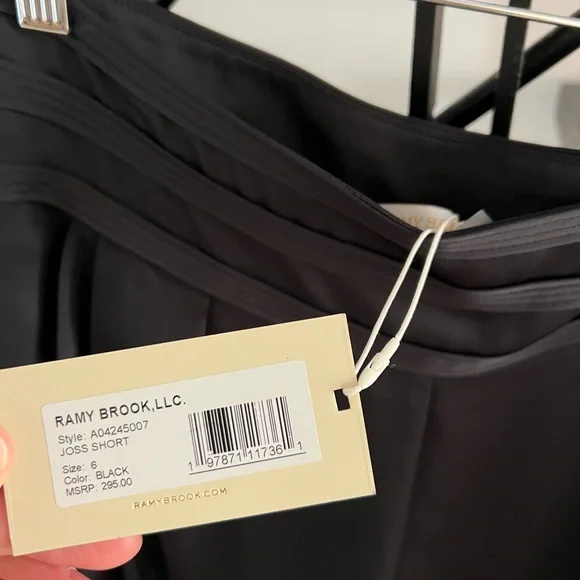 RAMY BROOK,LLC.
Style: A04245007
JOSS SHORT
Size: 6
Color: BLACK
MSRP: 295.00
1 97871 11736 1
RAMYBROOK.COM